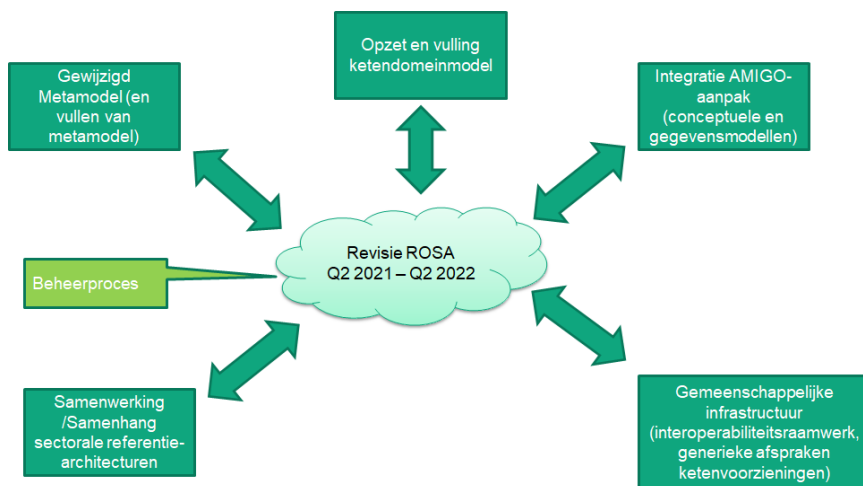 Opzet en vulling
ketendomeinmodel
Gewijzigd
Metamodel (en
vullen van
metamodel)
Integratie AMIGO-
aanpak
(conceptuele en
gegevensmodellen)
Revisie ROSA
Q2 2021 – Q2 2022
Beheerproces
Samenwerking
/Samenhang
sectorale referentie-
architecturen
Gemeenschappelijke
infrastructuur
(interoperabiliteitsraamwerk,
generieke afspraken
ketenvoorzieningen)